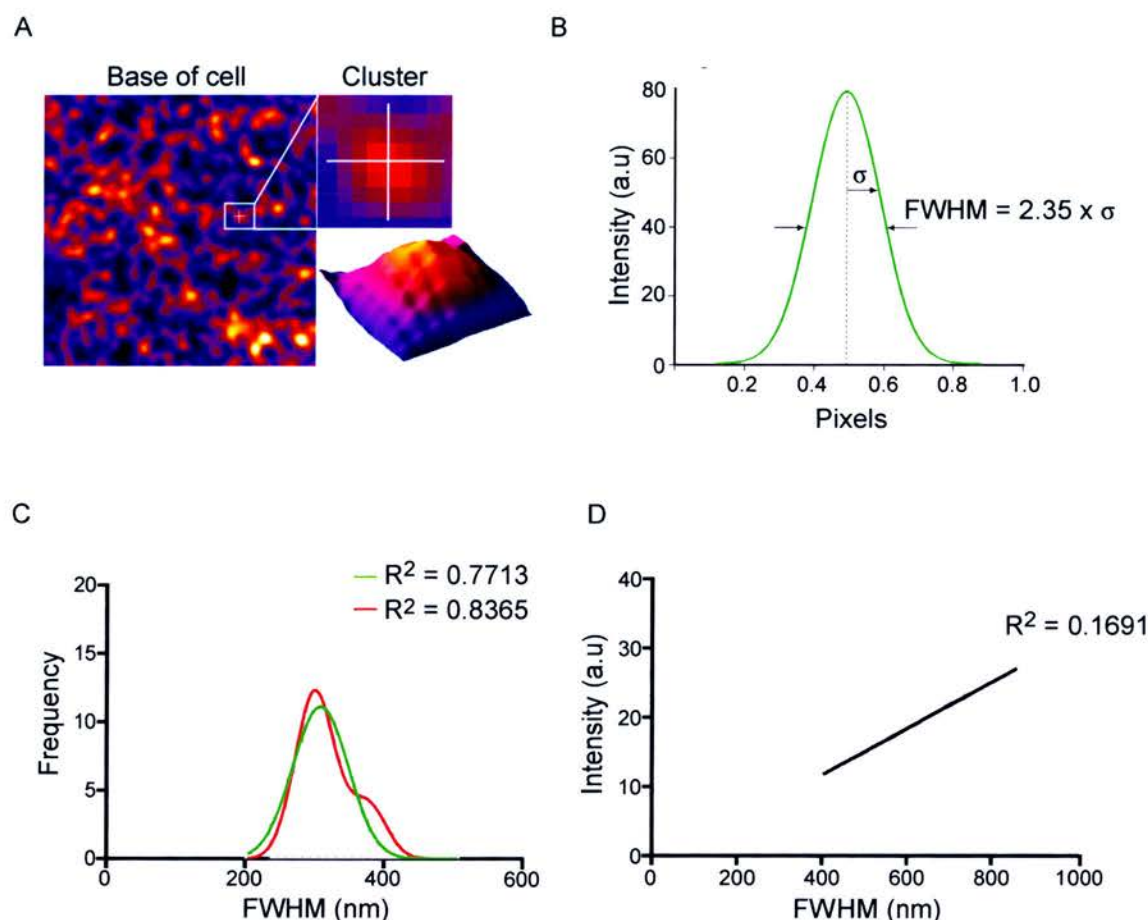 A
Base of cell
Cluster
B
80
60
40
20
0
Intensity (a.u)
σ
FWHM = 2.35 x σ
0.2 0.4 0.6 0.8 1.0
Pixels
C
R² = 0.7713
R² = 0.8365
20
15
10
5
0
Frequency
0 200 400 600
FWHM (nm)
D
R² = 0.1691
40
30
20
10
0
Intensity (a.u)
0 200 400 600 800 1000
FWHM (nm)